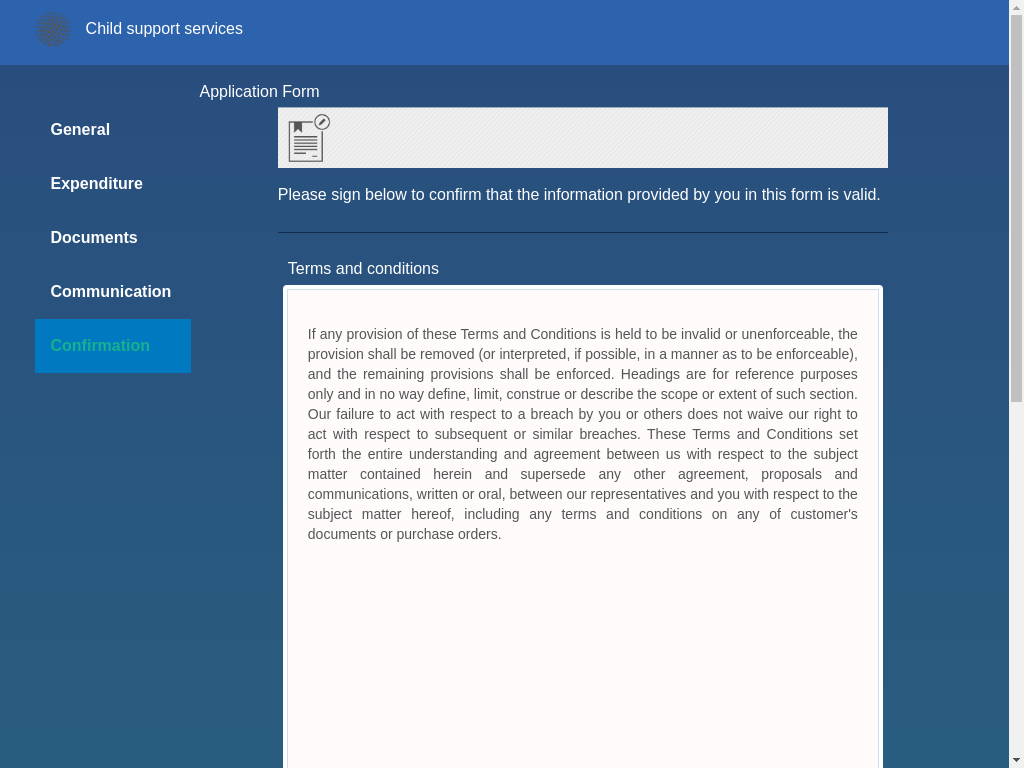 Child support services
Application Form
General
Expenditure
Documents
Communication
Confirmation
Please sign below to confirm that the information provided by you in this form is valid.
Terms and conditions
If any provision of these Terms and Conditions is held to be invalid or unenforceable, the
provision shall be removed (or interpreted, if possible, in a manner as to be enforceable),
and the remaining provisions shall be enforced. Headings are for reference purposes
only and in no way define, limit, construe or describe the scope or extent of such section.
Our failure to act with respect to a breach by you or others does not waive our right to
act with respect to subsequent or similar breaches. These Terms and Conditions set
forth the entire understanding and agreement between us with respect to the subject
matter contained herein and supersede any other agreement, proposals and
communications, written or oral, between our representatives and you with respect to the
subject matter hereof, including any terms and conditions on any of customer's
documents or purchase orders.